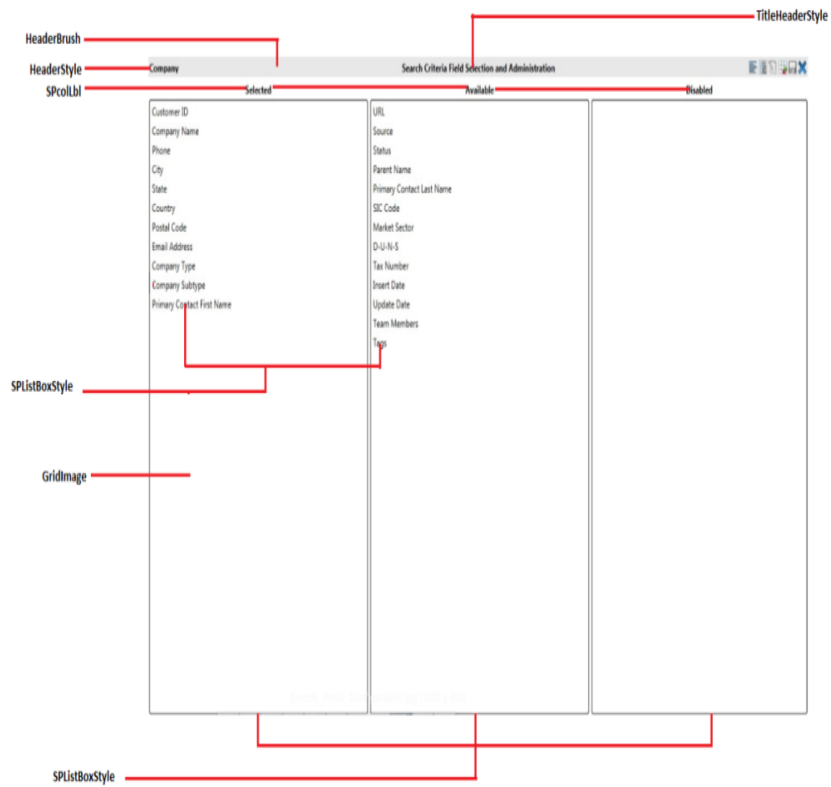 TitleHeaderStyle
HeaderBrush
HeaderStyle
Company
Search Criteria Field Selection and Administration
SPcolLbl
Selected
Available
Disabled
Customer ID
Company Name
Phone
City
State
Country
Postal Code
Email Address
Company Type
Company Subtype
Primary Contact First Name
URL
Source
Status
Parent Name
Primary Contact Last Name
SIC Code
Market Sector
D-U-N-S
Tax Number
Insert Date
Update Date
Team Members
Tags
SPListBoxStyle
GridImage
SPListBoxStyle